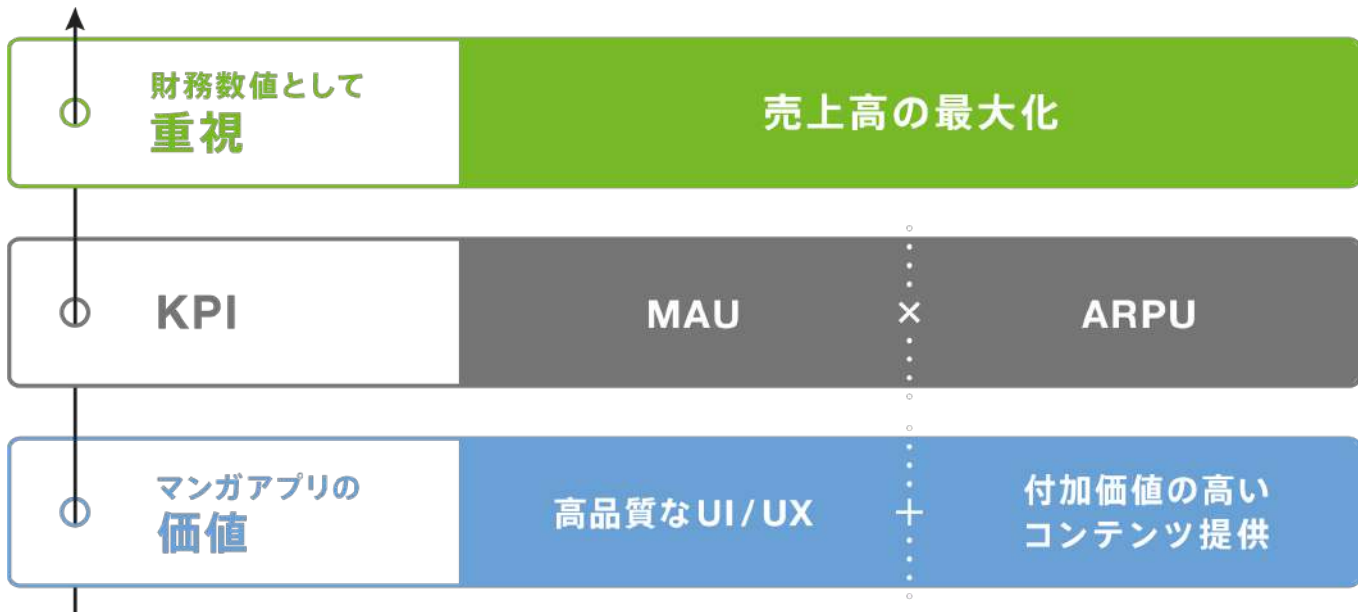 財務数値として
重視
売上高の最大化
KPI
MAU
×
ARPU
マンガアプリの
価値
高品質なUI/UX
+
付加価値の高い
コンテンツ提供